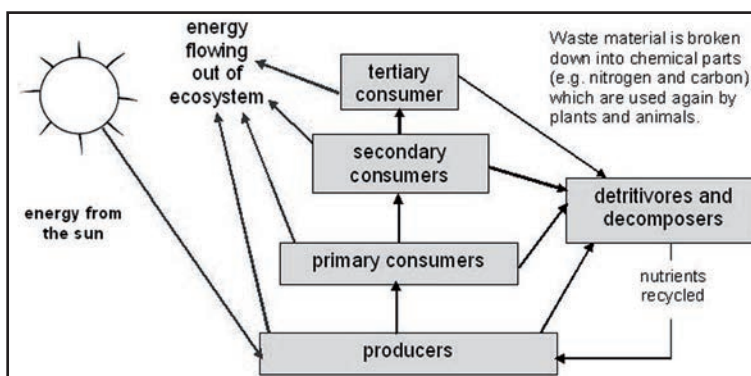 energy
flowing
out of
ecosystem
Waste material is broken
down into chemical parts
(e.g. nitrogen and carbon)
which are used again by
plants and animals.
tertiary
consumer
secondary
consumers
detritivores and
decomposers
energy from
the sun
primary consumers
nutrients
recycled
producers